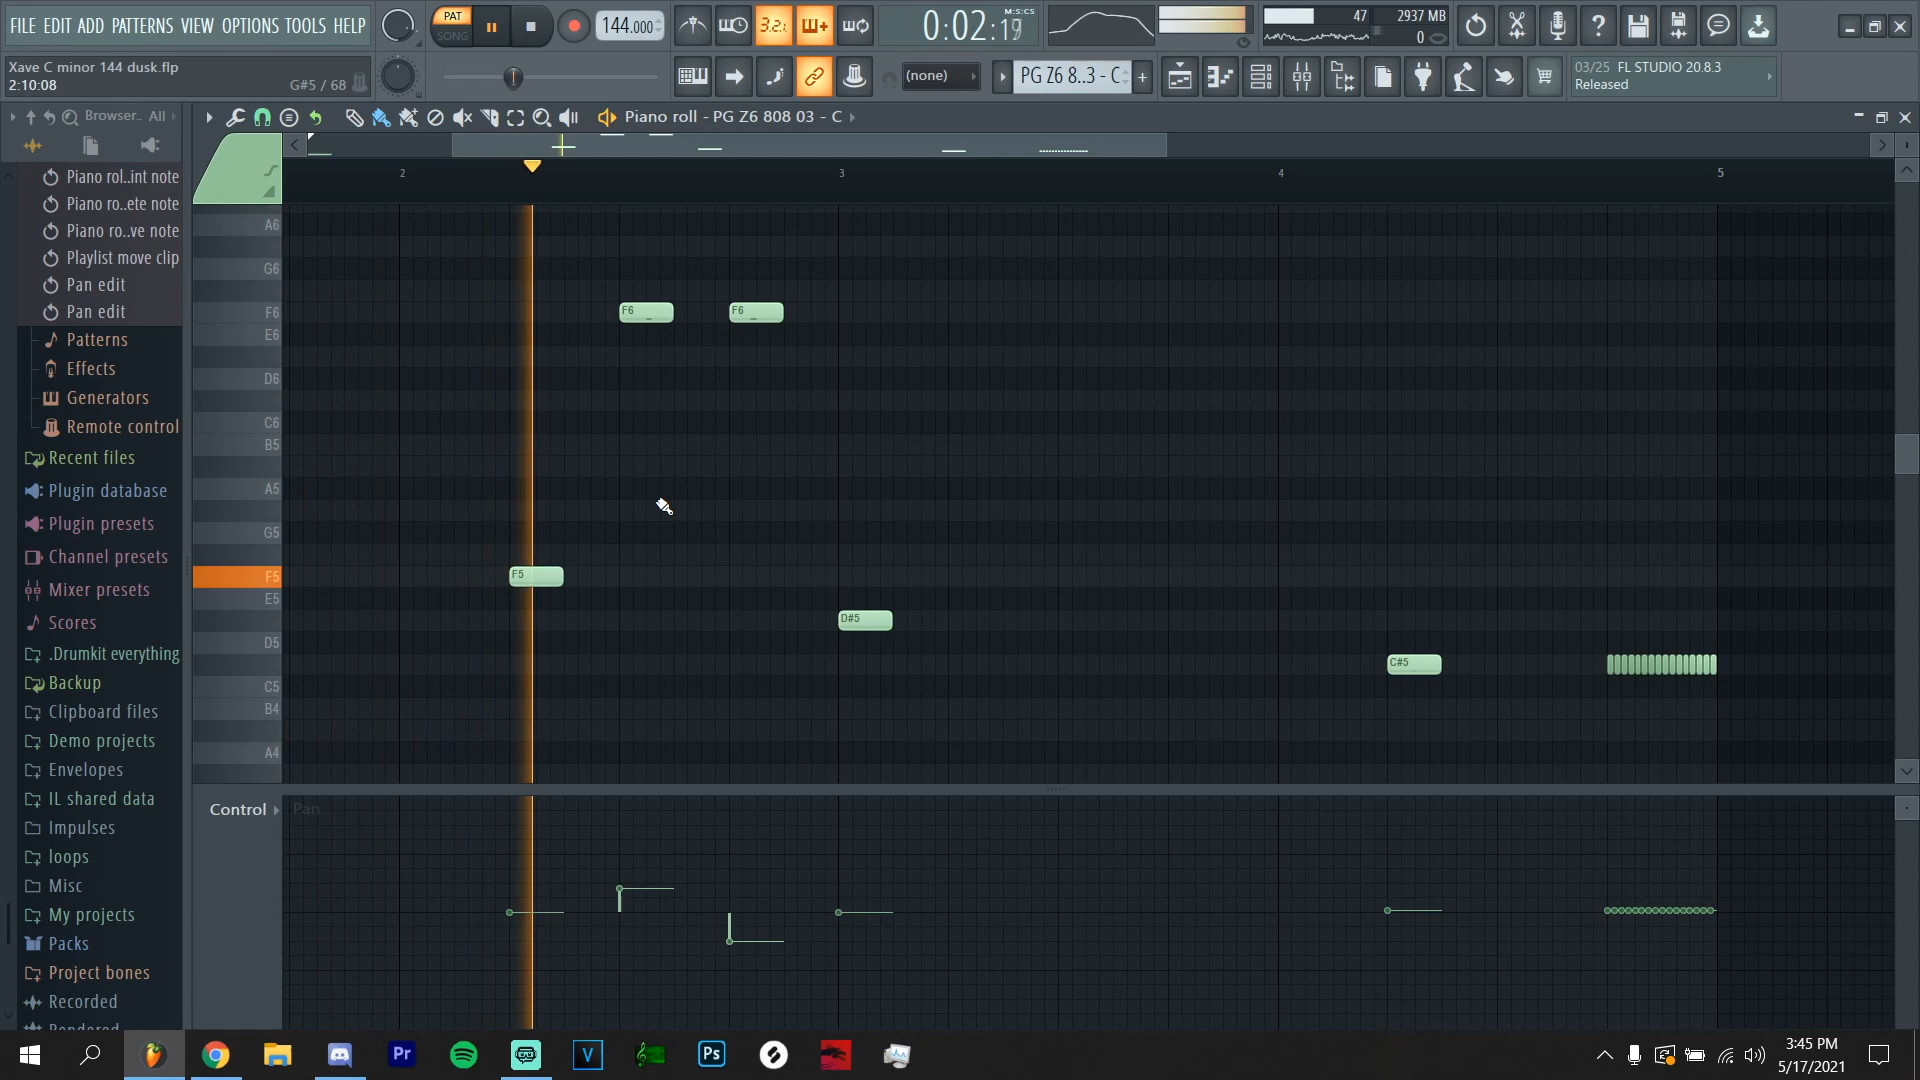 FILE EDIT ADD PATTERNS VIEW OPTIONS TOOLS HELP
PAT
SONG
144.000
3.2.
0:02:19
M:S:CS
47
2937 MB
0
Xave C minor 144 dusk.flp
2:10:08
G#5 / 68
(none)
PG Z6 8..3 - C
03/25 FL STUDIO 20.8.3
Released
Browser.. All
Piano roll - PG Z6 808 03 - C
2
3
4
5
Piano rol..int note
Piano ro..ete note
Piano ro..ve note
Playlist move clip
Pan edit
Pan edit
Patterns
Effects
Generators
Remote control
Recent files
Plugin database
Plugin presets
Channel presets
Mixer presets
Scores
.Drumkit everything
Backup
Clipboard files
Demo projects
Envelopes
IL shared data
Impulses
loops
Misc
My projects
Packs
Project bones
Recorded
Rendered
A6
G6
F6
E6
D6
C6
B5
A5
G5
F5
E5
D5
C5
B4
A4
F6
F6
F5
D#5
C#5
Control
Pan
Pr
V
Ps
3:45 PM
5/17/2021